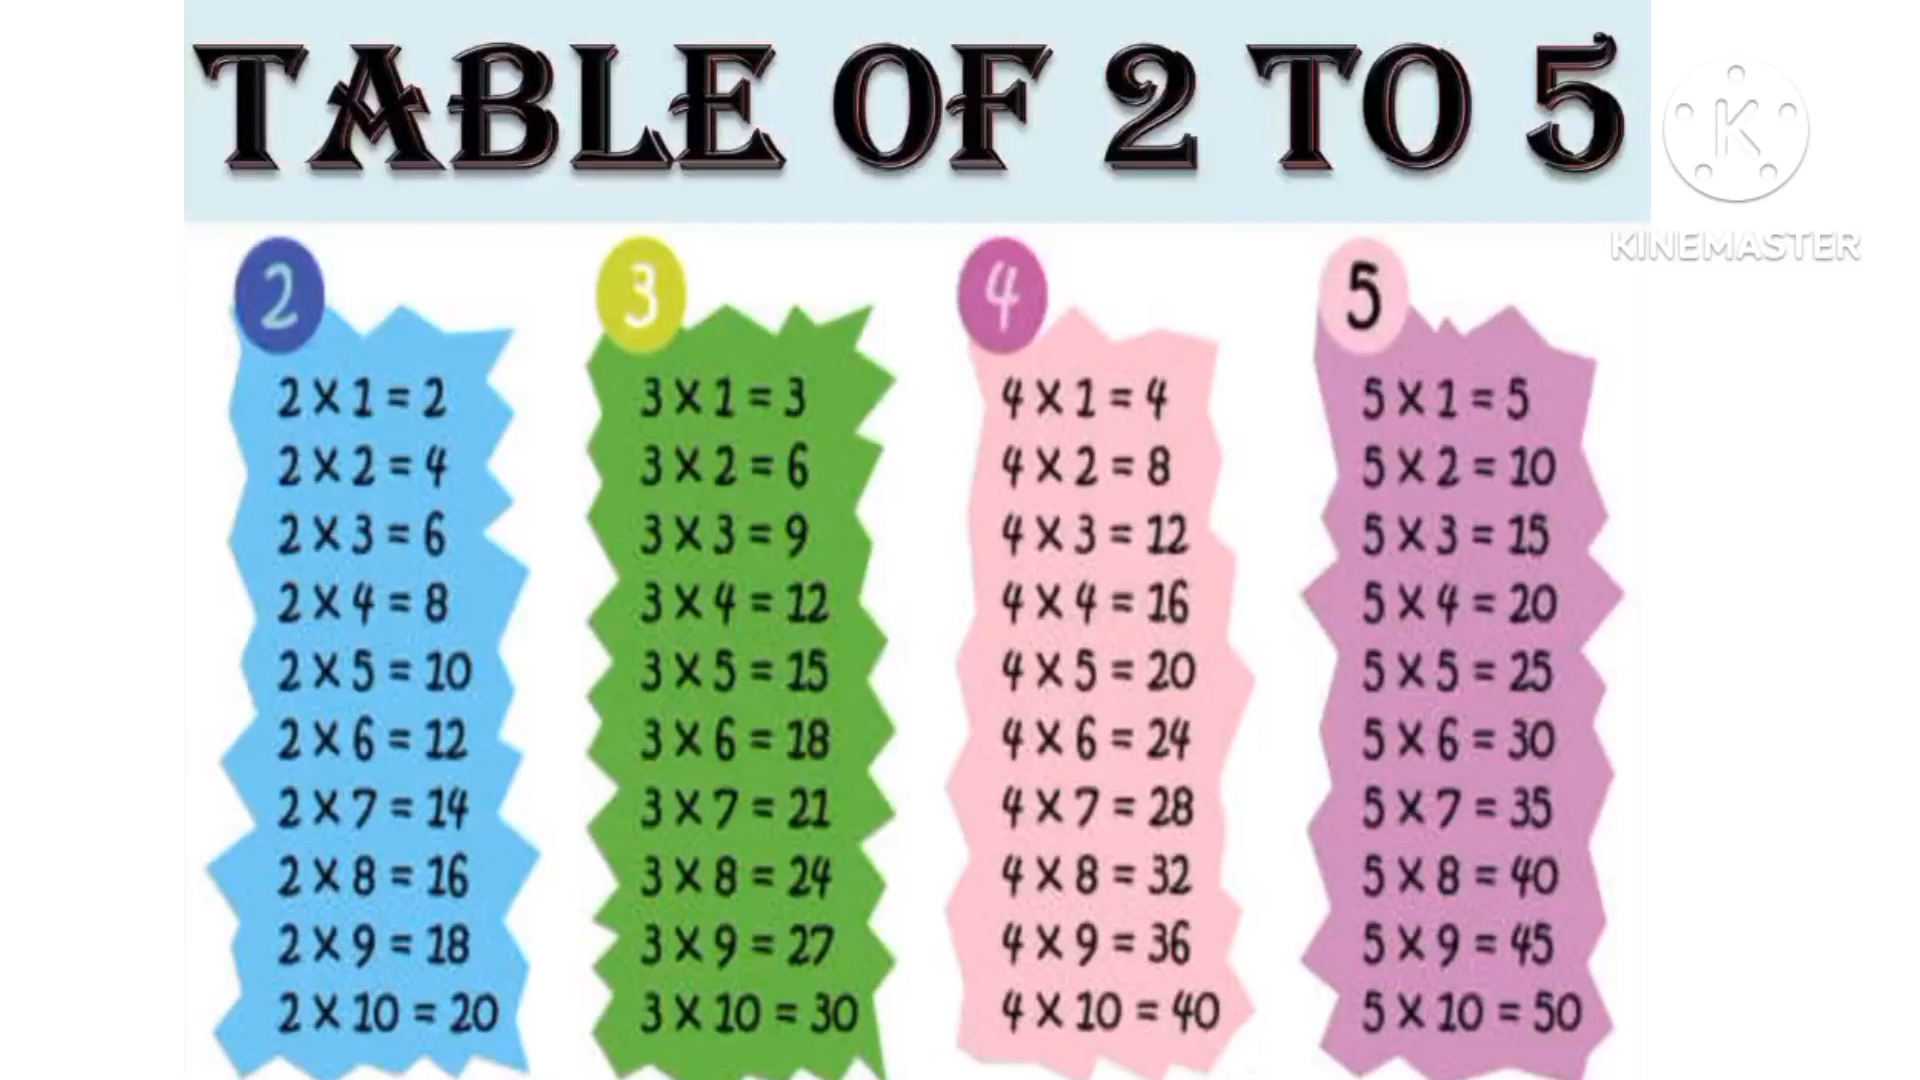 TABLE OF 2 TO 5
K
KINEMASTER
2
2 X 1 = 2
2 X 2 = 4
2 X 3 = 6
2 X 4 = 8
2 X 5 = 10
2 X 6 = 12
2 X 7 = 14
2 X 8 = 16
2 X 9 = 18
2 X 10 = 20
3
3 X 1 = 3
3 X 2 = 6
3 X 3 = 9
3 X 4 = 12
3 X 5 = 15
3 X 6 = 18
3 X 7 = 21
3 X 8 = 24
3 X 9 = 27
3 X 10 = 30
4
4 X 1 = 4
4 X 2 = 8
4 X 3 = 12
4 X 4 = 16
4 X 5 = 20
4 X 6 = 24
4 X 7 = 28
4 X 8 = 32
4 X 9 = 36
4 X 10 = 40
5
5 X 1 = 5
5 X 2 = 10
5 X 3 = 15
5 X 4 = 20
5 X 5 = 25
5 X 6 = 30
5 X 7 = 35
5 X 8 = 40
5 X 9 = 45
5 X 10 = 50